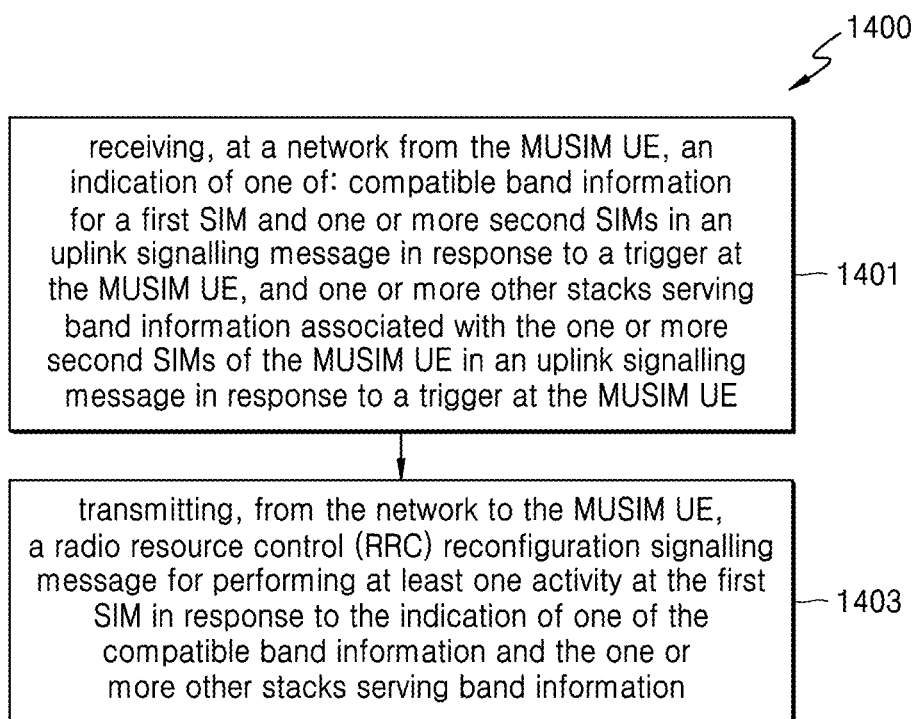 1400
receiving, at a network from the MUSIM UE, an
indication of one of: compatible band information
for a first SIM and one or more second SIMs in an
uplink signalling message in response to a trigger at
the MUSIM UE, and one or more other stacks serving
band information associated with the one or more
second SIMs of the MUSIM UE in an uplink signalling
message in response to a trigger at the MUSIM UE
1401
transmitting, from the network to the MUSIM UE,
a radio resource control (RRC) reconfiguration signalling
message for performing at least one activity at the first
SIM in response to the indication of one of the
compatible band information and the one or
more other stacks serving band information
1403